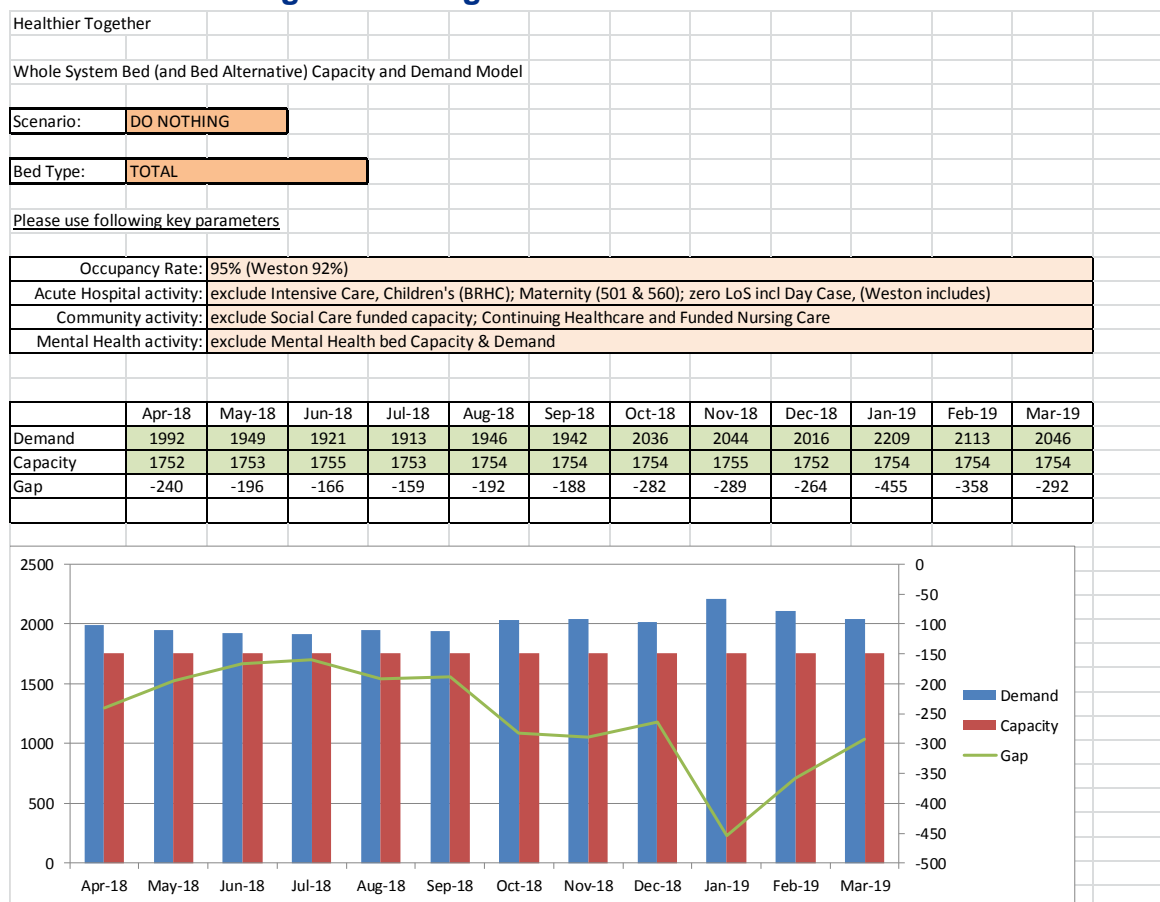 Healthier Together
Whole System Bed (and Bed Alternative) Capacity and Demand Model
Scenario: DO NOTHING
Bed Type: TOTAL
Please use following key parameters
Occupancy Rate: 95% (Weston 92%)
Acute Hospital activity: exclude Intensive Care, Children's (BRHC); Maternity (501 & 560); zero LoS incl Day Case, (Weston includes)
Community activity: exclude Social Care funded capacity; Continuing Healthcare and Funded Nursing Care
Mental Health activity: exclude Mental Health bed Capacity & Demand
Apr-18 May-18 Jun-18 Jul-18 Aug-18 Sep-18 Oct-18 Nov-18 Dec-18 Jan-19 Feb-19 Mar-19
Demand 1992 1949 1921 1913 1946 1942 2036 2044 2016 2209 2113 2046
Capacity 1752 1753 1755 1753 1754 1754 1754 1755 1752 1754 1754 1754
Gap -240 -196 -166 -159 -192 -188 -282 -289 -264 -455 -358 -292
2500 0
-50
2000 -100
-150
1500 -200
-250
1000 -300
-350
500 -400
-450
0 -500
Demand
Capacity
Gap
Apr-18 May-18 Jun-18 Jul-18 Aug-18 Sep-18 Oct-18 Nov-18 Dec-18 Jan-19 Feb-19 Mar-19